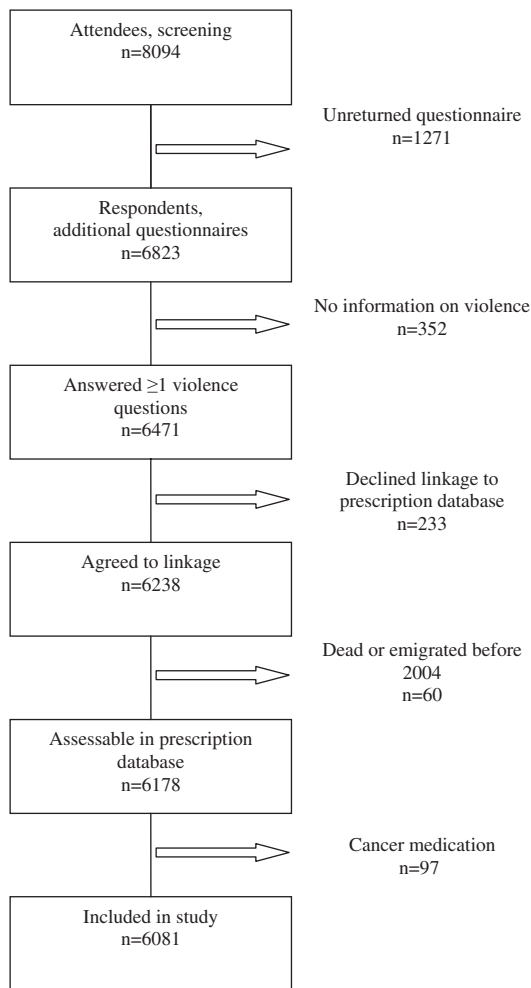 Attendees, screening
n=8094
Unreturned questionnaire
n=1271
Respondents,
additional questionnaires
n=6823
No information on violence
n=352
Answered ≥1 violence
questions
n=6471
Declined linkage to
prescription database
n=233
Agreed to linkage
n=6238
Dead or emigrated before
2004
n=60
Assessable in prescription
database
n=6178
Cancer medication
n=97
Included in study
n=6081